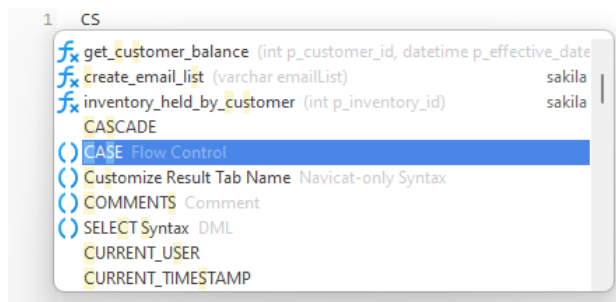 1 CS
get_customer_balance (int p_customer_id, datetime p_effective_date
create_email_list (varchar emailList) sakila
inventory_held_by_customer (int p_inventory_id) sakila
CASCADE
CASE Flow Control
Customize Result Tab Name Navicat-only Syntax
COMMENTS Comment
SELECT Syntax DML
CURRENT_USER
CURRENT_TIMESTAMP